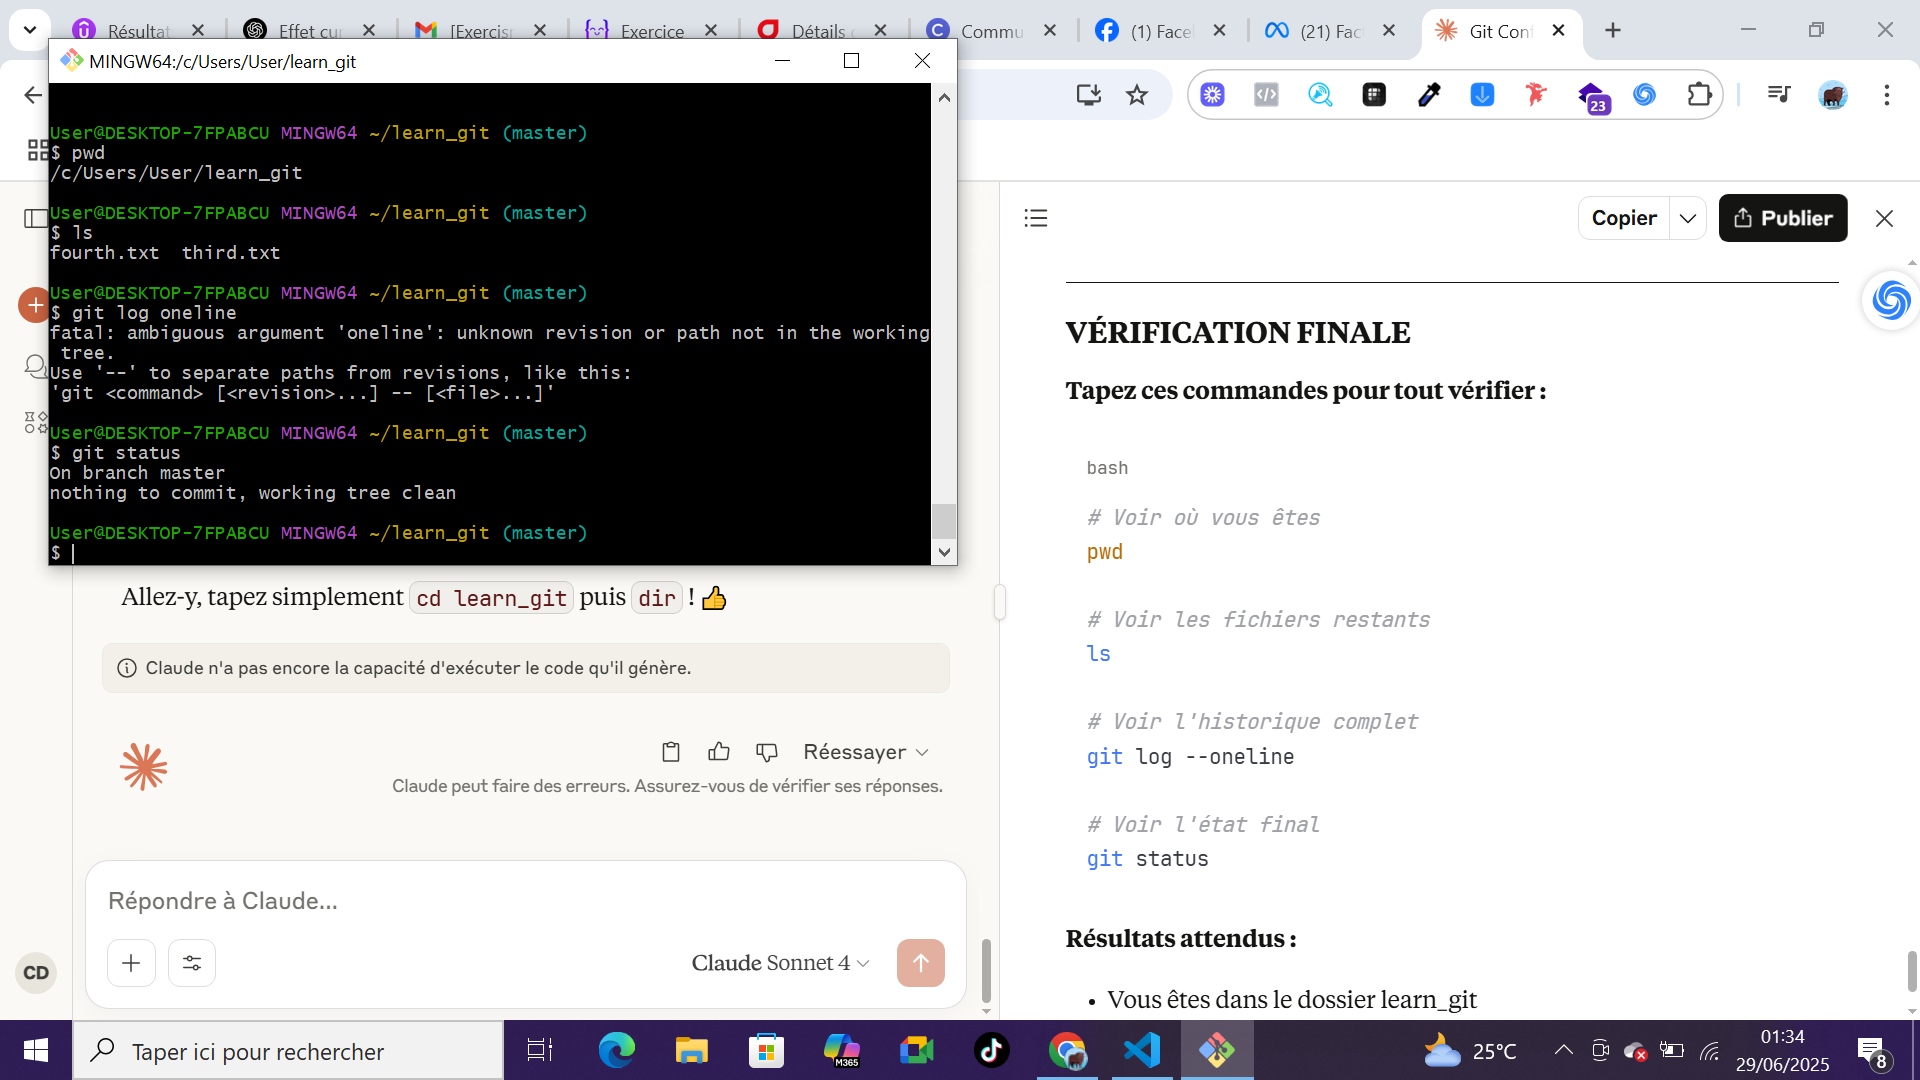 Résultat
Effet cu
[Exercis
Exercice
Détails
Commu
(1) Face
(21) Fac
Git Conf
MINGW64:/c/Users/User/learn_git
User@DESKTOP-7FPABCU MINGW64 ~/learn_git (master)
$ pwd
/c/Users/User/learn_git
User@DESKTOP-7FPABCU MINGW64 ~/learn_git (master)
$ ls
fourth.txt  third.txt
User@DESKTOP-7FPABCU MINGW64 ~/learn_git (master)
$ git log oneline
fatal: ambiguous argument 'oneline': unknown revision or path not in the working
 tree.
Use '--' to separate paths from revisions, like this:
'git <command> [<revision>...] -- [<file>...]'
User@DESKTOP-7FPABCU MINGW64 ~/learn_git (master)
$ git status
On branch master
nothing to commit, working tree clean
User@DESKTOP-7FPABCU MINGW64 ~/learn_git (master)
$
23
Allez-y, tapez simplement cd learn_git puis dir ! 👍
Claude n'a pas encore la capacité d'exécuter le code qu'il génère.
Réessayer
Claude peut faire des erreurs. Assurez-vous de vérifier ses réponses.
Répondre à Claude...
Claude Sonnet 4
CD
Copier
Publier
VÉRIFICATION FINALE
Tapez ces commandes pour tout vérifier :
bash
# Voir où vous êtes
pwd
# Voir les fichiers restants
ls
# Voir l'historique complet
git log --oneline
# Voir l'état final
git status
Résultats attendus :
• Vous êtes dans le dossier learn_git
Taper ici pour rechercher
M365
25°C
01:34
29/06/2025
8